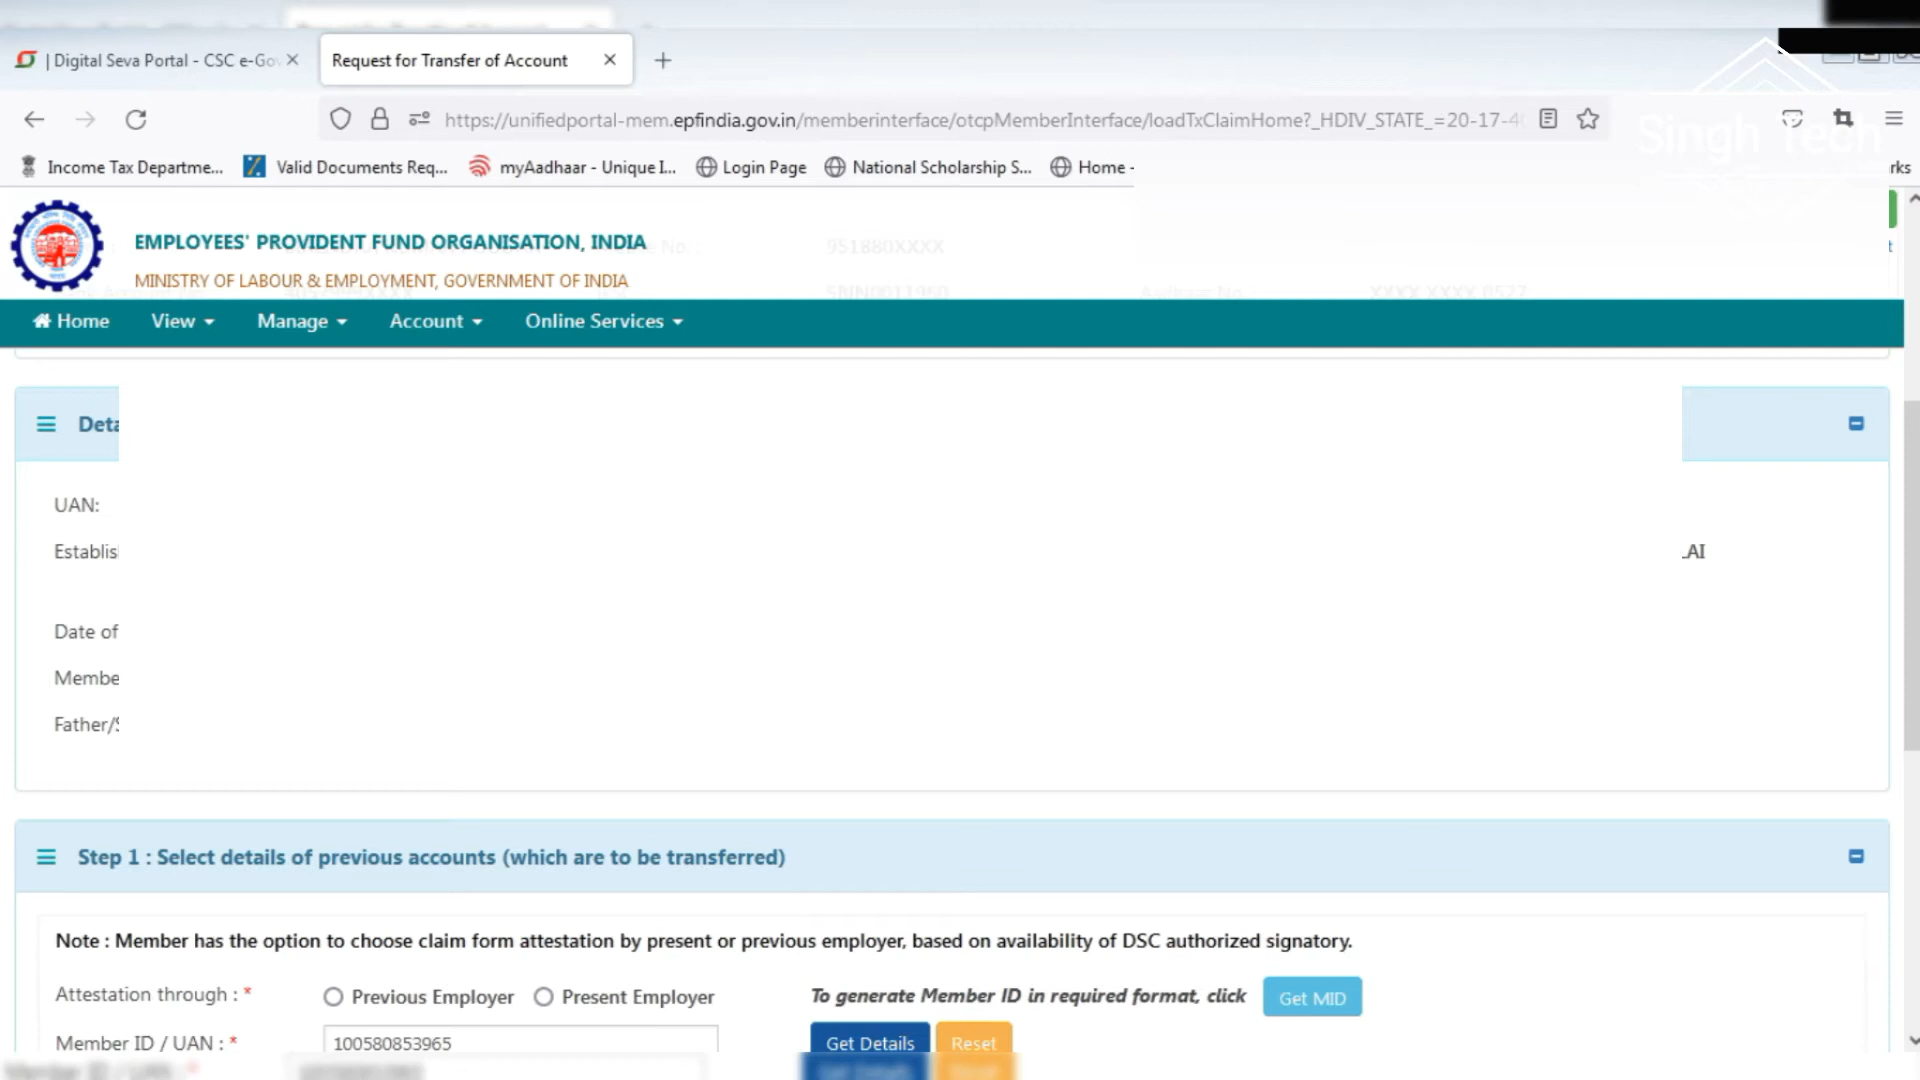 | Digital Seva Portal - CSC e-Go
Request for Transfer of Account
https://unifiedportal-mem.epfindia.gov.in/memberinterface/otcpMemberInterface/loadTxClaimHome?_HDIV_STATE_=20-17-4
Singh Tech
Income Tax Departme... Valid Documents Req... myAadhaar - Unique I... Login Page National Scholarship S... Home - rks
EMPLOYEES' PROVIDENT FUND ORGANISATION, INDIA
951880XXXX
MINISTRY OF LABOUR & EMPLOYMENT, GOVERNMENT OF INDIA
Home View Manage Account Online Services
Deta
UAN:
Establis
LAI
Date of
Membe
Father/S
Step 1 : Select details of previous accounts (which are to be transferred)
Note : Member has the option to choose claim form attestation by present or previous employer, based on availability of DSC authorized signatory.
Attestation through : * Previous Employer Present Employer To generate Member ID in required format, click Get MID
Member ID / UAN : * 100580853965 Get Details Reset